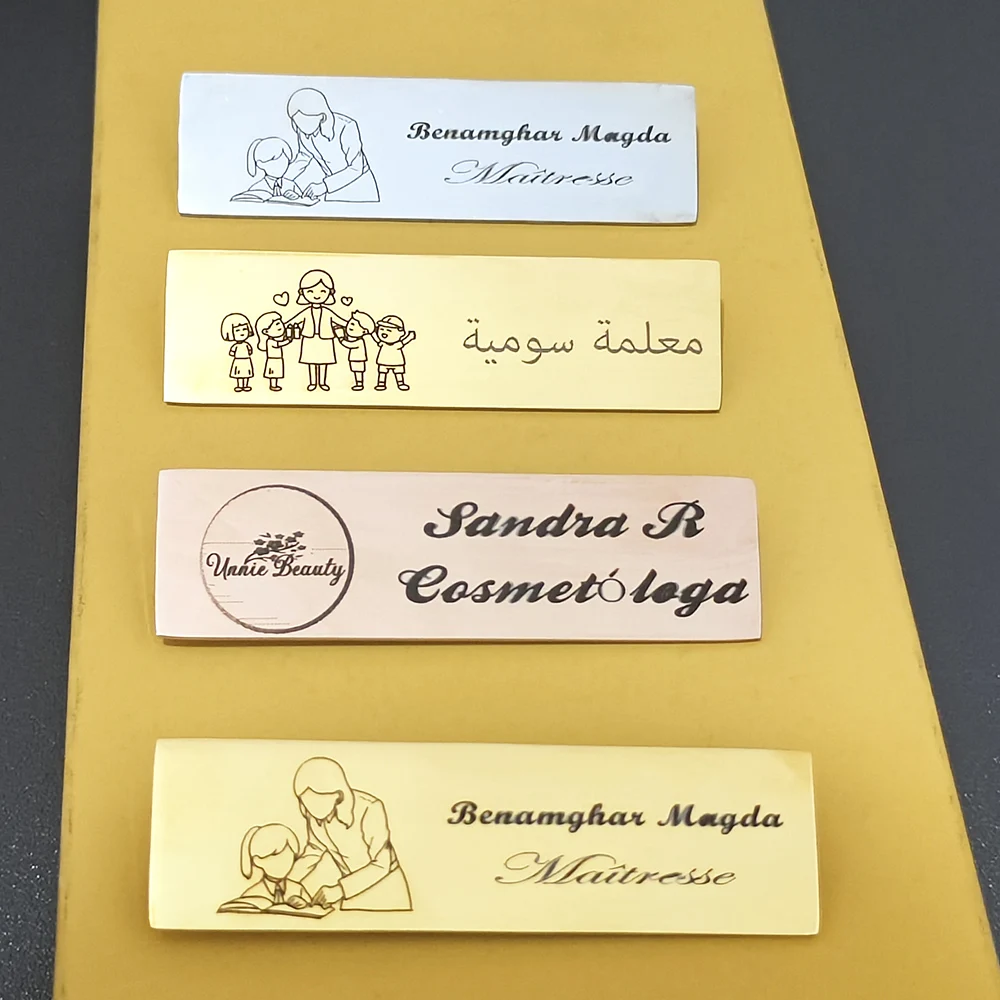 Benamghar Magda
Maîtresse
معلمة سومية
Unnie Beauty
Sandra R
CosmetÓloga
Benamghar Magda
Maîtresse